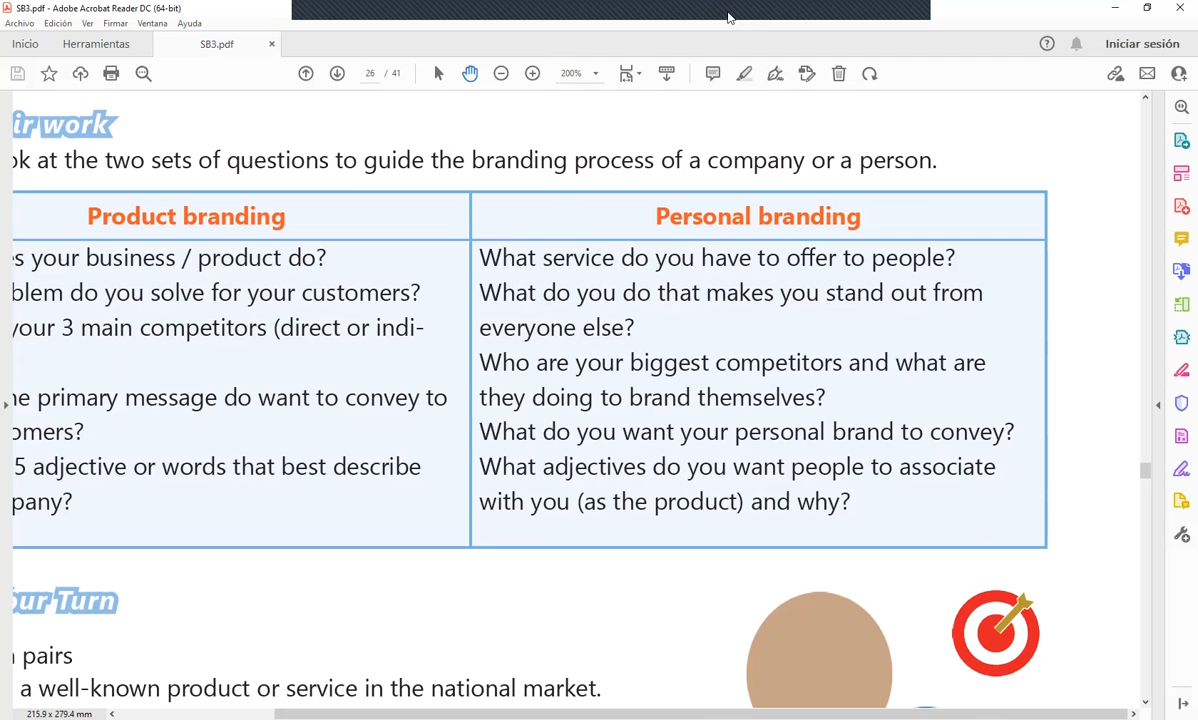 SB3.pdf - Adobe Acrobat Reader DC (64-bit)
Archivo Edición Ver Firmar Ventana Ayuda
Inicio Herramientas SB3.pdf × Iniciar sesión
26 / 41 200%
ir work
ok at the two sets of questions to guide the branding process of a company or a person.
Product branding
es your business / product do?
blem do you solve for your customers?
your 3 main competitors (direct or indi-
he primary message do want to convey to
omers?
5 adjective or words that best describe
pany?
Personal branding
What service do you have to offer to people?
What do you do that makes you stand out from
everyone else?
Who are your biggest competitors and what are
they doing to brand themselves?
What do you want your personal brand to convey?
What adjectives do you want people to associate
with you (as the product) and why?
our Turn
n pairs
a well-known product or service in the national market.
215.9 x 279.4 mm